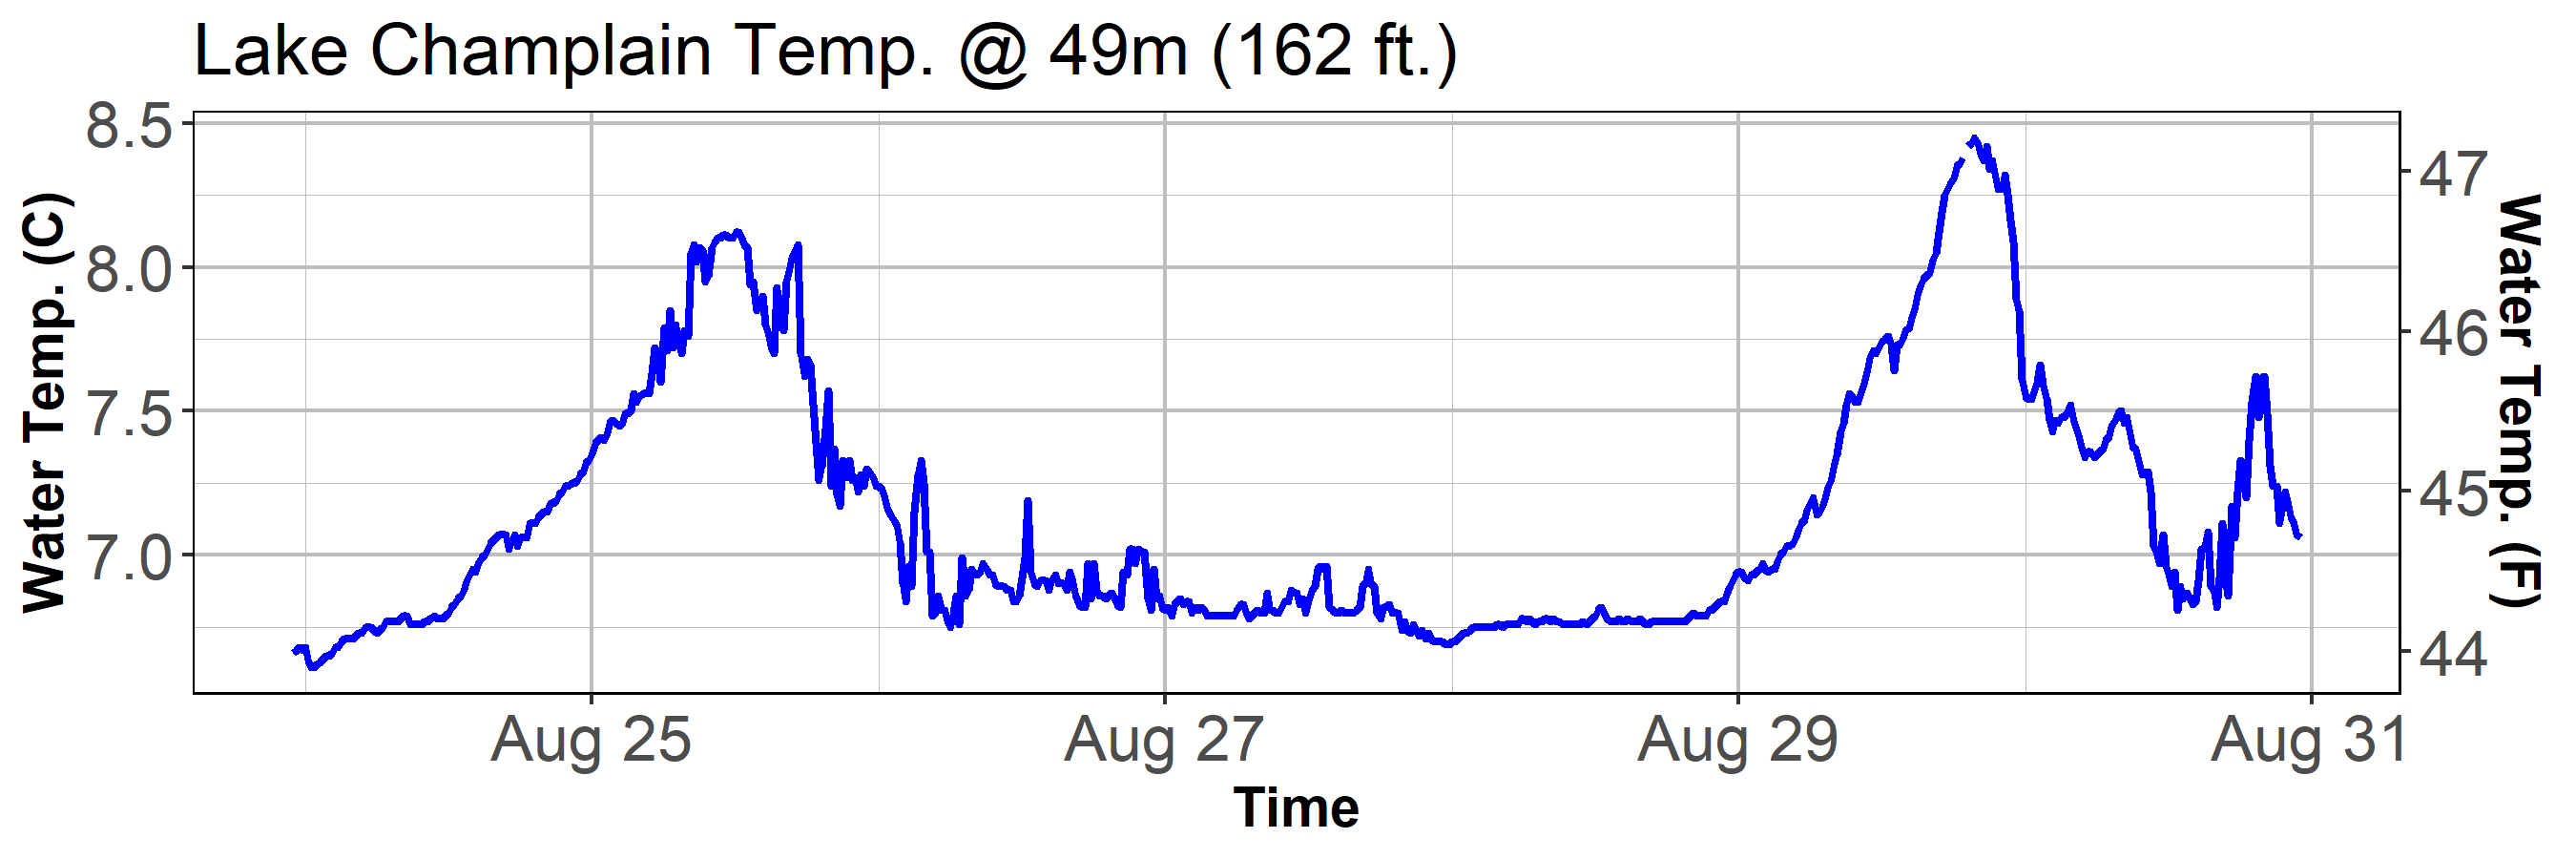 Lake Champlain Temp. @ 49m (162 ft.)
Water Temp. (C)
8.5
8.0
7.5
7.0
47
46
45
44
Water Temp. (F)
Aug 25 Aug 27 Aug 29 Aug 31
Time